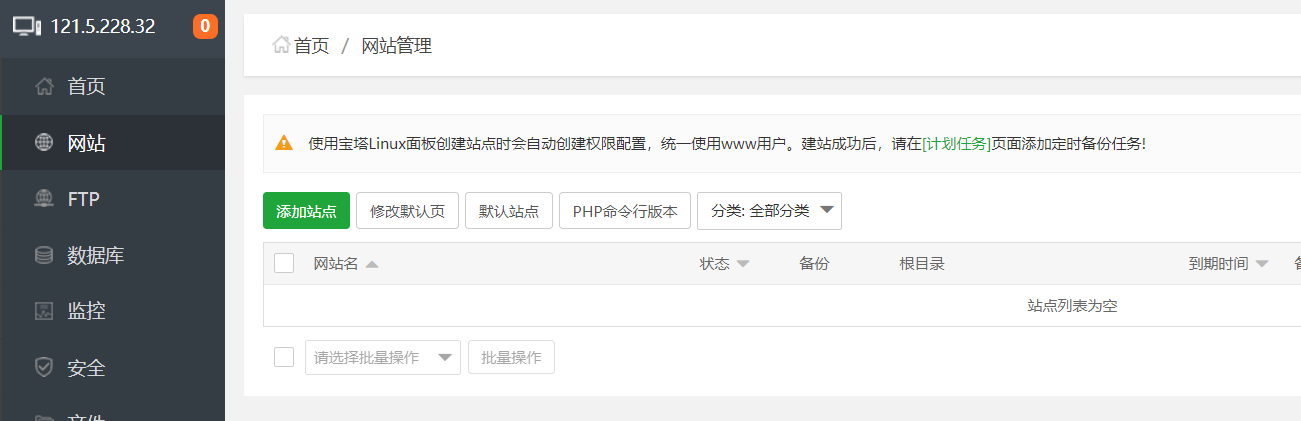 121.5.228.32 0
首页
网站
FTP
数据库
监控
安全
文件
首页 / 网站管理
使用宝塔Linux面板创建站点时会自动创建权限配置，统一使用www用户。建站成功后，请在[计划任务]页面添加定时备份任务!
添加站点 修改默认页 默认站点 PHP命令行版本 分类: 全部分类
网站名 状态 备份 根目录 到期时间
站点列表为空
请选择批量操作 批量操作